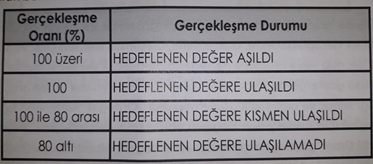 Gerçekleşme Oranı (%) Gerçekleşme Durumu
100 üzeri HEDEFLENEN DEĞER AŞILDI
100 HEDEFLENEN DEĞERE ULAŞILDI
100 ile 80 arası HEDEFLENEN DEĞERE KISMEN ULAŞILDI
80 altı HEDEFLENEN DEĞERE ULAŞILAMADI